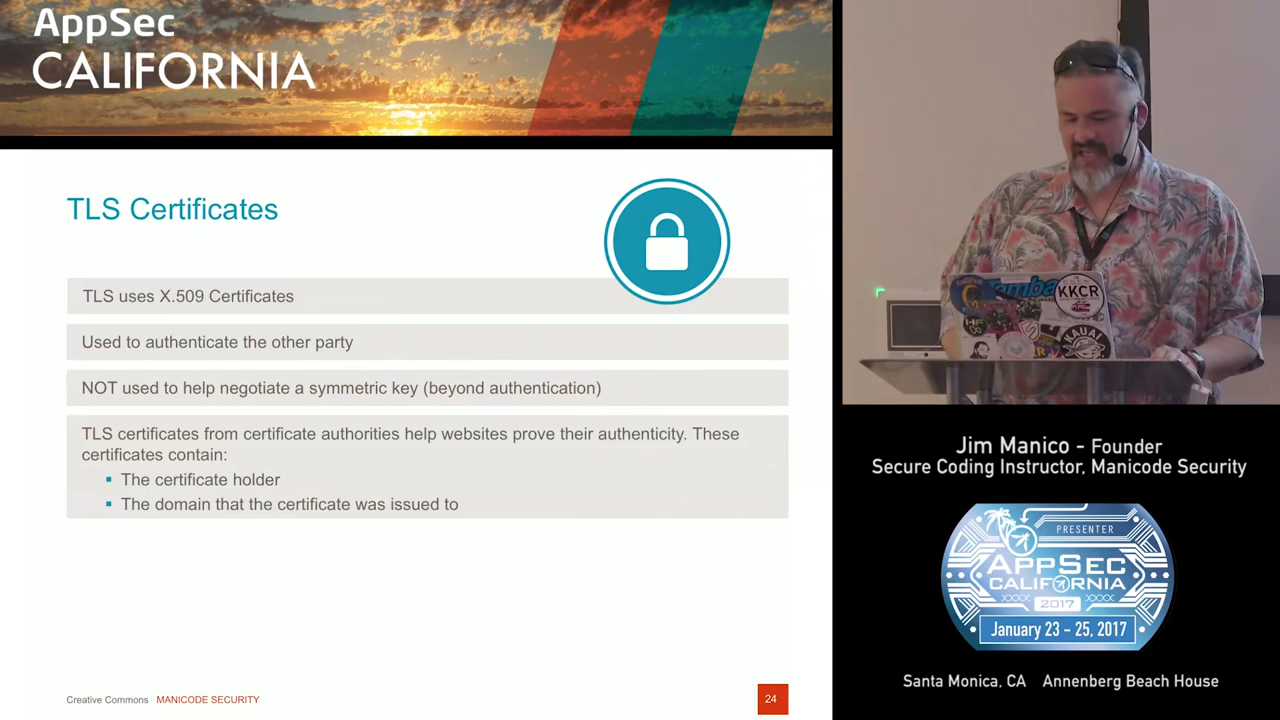 AppSec
CALIFORNIA
TLS Certificates
TLS uses X.509 Certificates
Used to authenticate the other party
NOT used to help negotiate a symmetric key (beyond authentication)
TLS certificates from certificate authorities help websites prove their authenticity. These
certificates contain:
The certificate holder
The domain that the certificate was issued to
Creative Commons MANICODE SECURITY
24
KKCR
KAUAI
Jim Manico - Founder
Secure Coding Instructor, Manicode Security
PRESENTER
APPSEC
CALIFORNIA
2017
January 23 - 25, 2017
Santa Monica, CA Annenberg Beach House